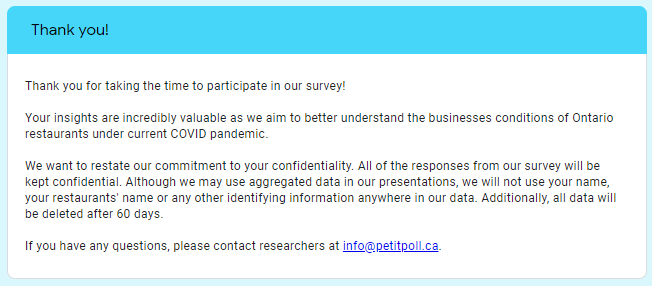 Thank you!
Thank you for taking the time to participate in our survey!
Your insights are incredibly valuable as we aim to better understand the businesses conditions of Ontario
restaurants under current COVID pandemic.
We want to restate our commitment to your confidentiality. All of the responses from our survey will be
kept confidential. Although we may use aggregated data in our presentations, we will not use your name,
your restaurants' name or any other identifying information anywhere in our data. Additionally, all data will
be deleted after 60 days.
If you have any questions, please contact researchers at info@petitpoll.ca.